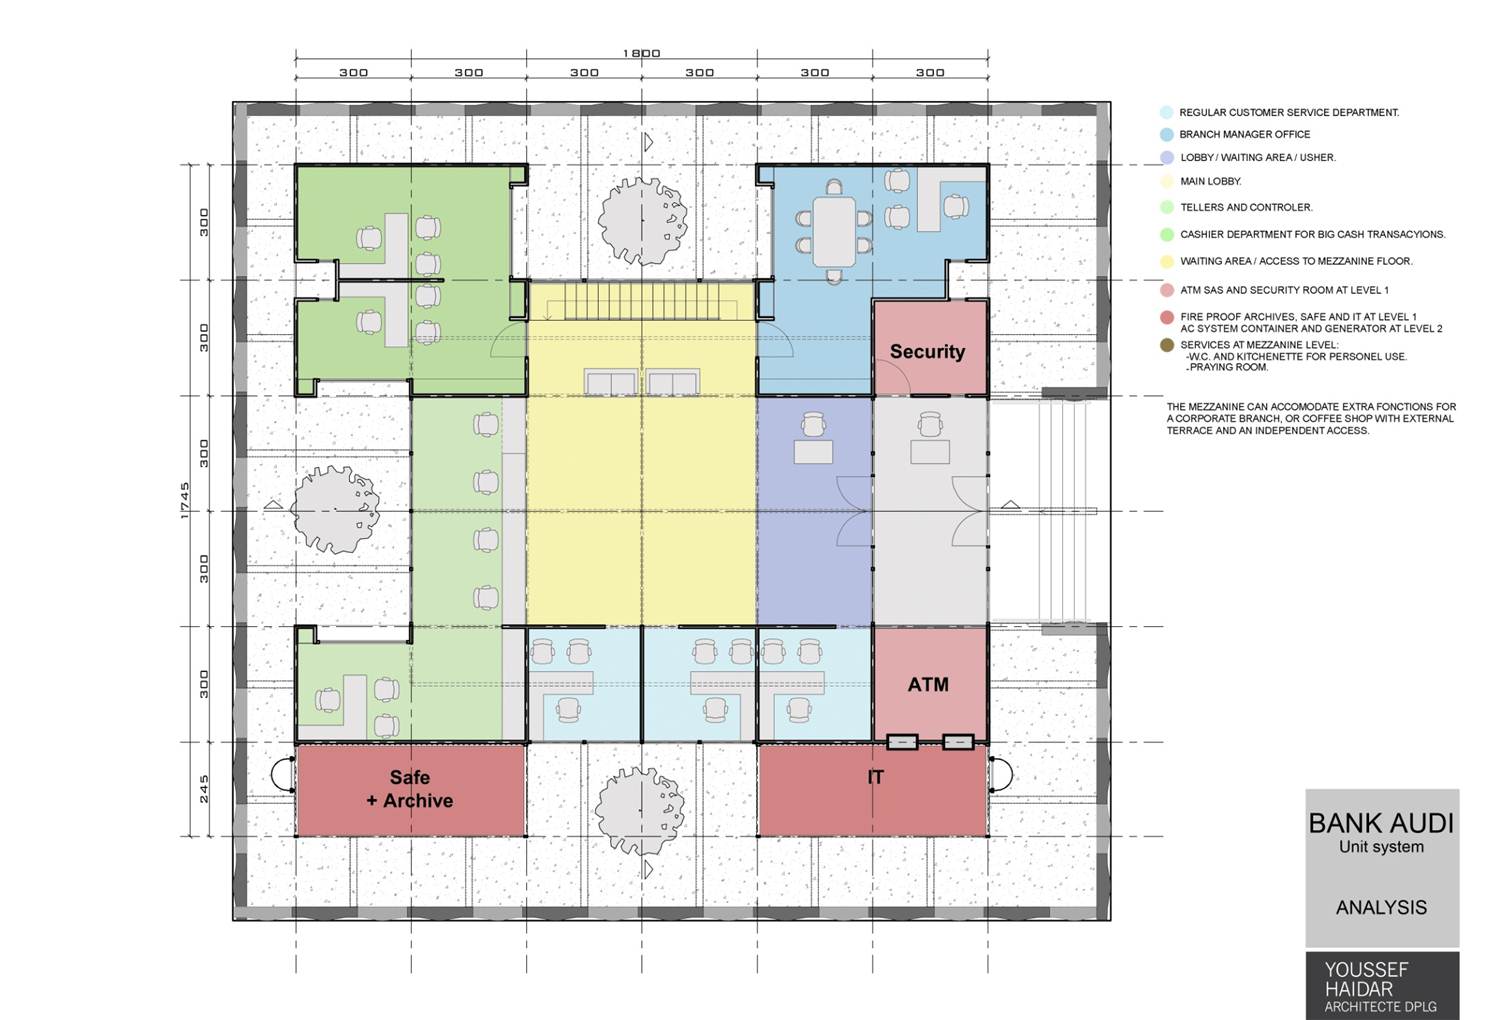 1800
300 300 300 300 300 300
REGULAR CUSTOMER SERVICE DEPARTMENT.
BRANCH MANAGER OFFICE
LOBBY / WAITING AREA / USHER.
MAIN LOBBY.
TELLERS AND CONTROLER.
CASHIER DEPARTMENT FOR BIG CASH TRANSACYIONS.
WAITING AREA / ACCESS TO MEZZANINE FLOOR.
ATM SAS AND SECURITY ROOM AT LEVEL 1
FIRE PROOF ARCHIVES, SAFE AND IT AT LEVEL 1
AC SYSTEM CONTAINER AND GENERATOR AT LEVEL 2
SERVICES AT MEZZANINE LEVEL:
-W.C. AND KITCHENETTE FOR PERSONEL USE.
-PRAYING ROOM.
THE MEZZANINE CAN ACCOMODATE EXTRA FONCTIONS FOR
A CORPORATE BRANCH, OR COFFEE SHOP WITH EXTERNAL
TERRACE AND AN INDEPENDENT ACCESS.
300
300
300
300
300
245
1745
Security
ATM
Safe
+ Archive
IT
BANK AUDI
Unit system
ANALYSIS
YOUSSEF
HAIDAR
ARCHITECTE DPLG